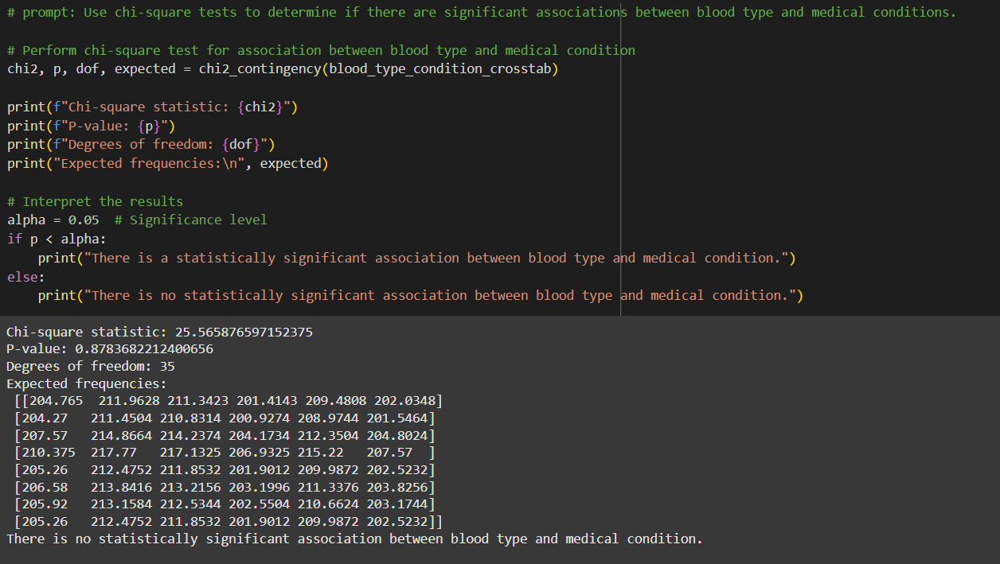 # prompt: Use chi-square tests to determine if there are significant associations between blood type and medical conditions.
# Perform chi-square test for association between blood type and medical condition
chi2, p, dof, expected = chi2_contingency(blood_type_condition_crosstab)
print(f"Chi-square statistic: {chi2}")
print(f"P-value: {p}")
print(f"Degrees of freedom: {dof}")
print("Expected frequencies:\n", expected)
# Interpret the results
alpha = 0.05  # Significance level
if p < alpha:
    print("There is a statistically significant association between blood type and medical condition.")
else:
    print("There is no statistically significant association between blood type and medical condition.")
Chi-square statistic: 25.565876597152375
P-value: 0.8783682212400656
Degrees of freedom: 35
Expected frequencies:
 [[204.765  211.9628 211.3423 201.4143 209.4808 202.0348]
 [204.27   211.4504 210.8314 200.9274 208.9744 201.5464]
 [207.57   214.8664 214.2374 204.1734 212.3504 204.8024]
 [210.375  217.77   217.1325 206.9325 215.22   207.57  ]
 [205.26   212.4752 211.8532 201.9012 209.9872 202.5232]
 [206.58   213.8416 213.2156 203.1996 211.3376 203.8256]
 [205.92   213.1584 212.5344 202.5504 210.6624 203.1744]
 [205.26   212.4752 211.8532 201.9012 209.9872 202.5232]]
There is no statistically significant association between blood type and medical condition.